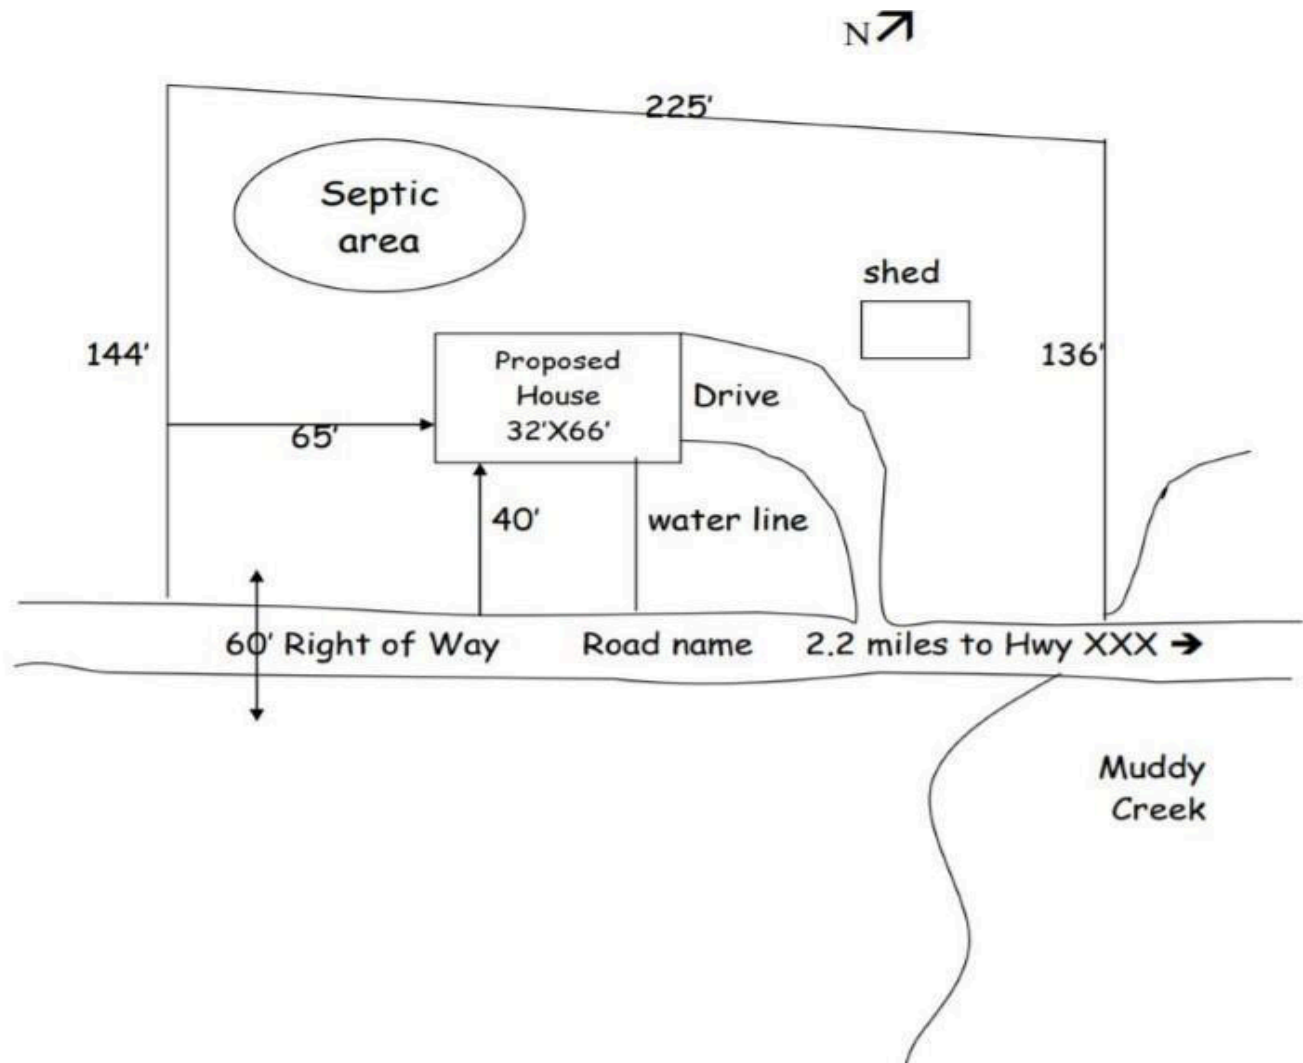 N
225'
Septic
area
shed
144'
136'
Proposed
House
32'X66'
Drive
65'
40'
water line
60' Right of Way Road name 2.2 miles to Hwy XXX →
Muddy
Creek